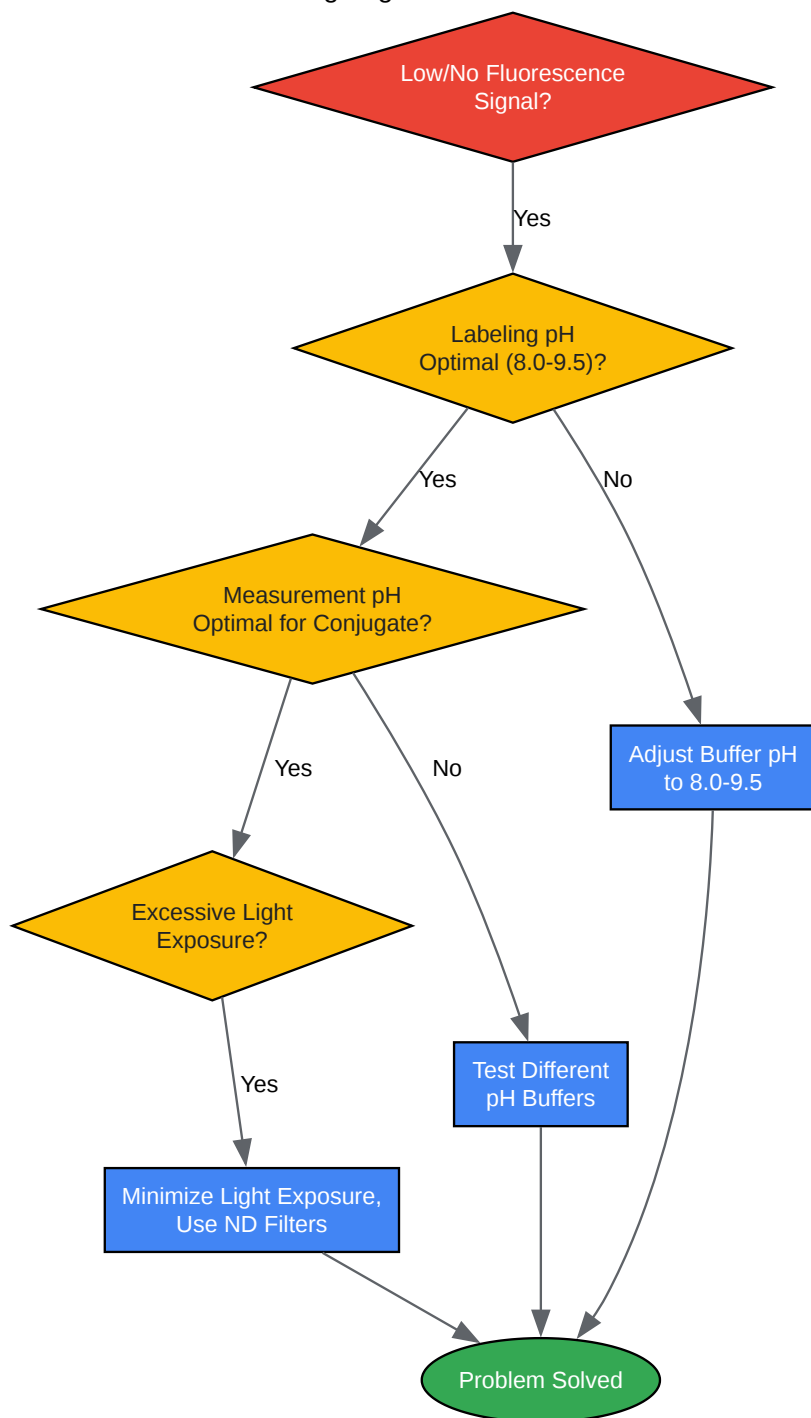 Low/No Fluorescence
Signal?
Yes
Labeling pH
Optimal (8.0-9.5)?
Yes
No
Measurement pH
Optimal for Conjugate?
Yes
No
Adjust Buffer pH
to 8.0-9.5
Excessive Light
Exposure?
Yes
Test Different
pH Buffers
Minimize Light Exposure,
Use ND Filters
Problem Solved